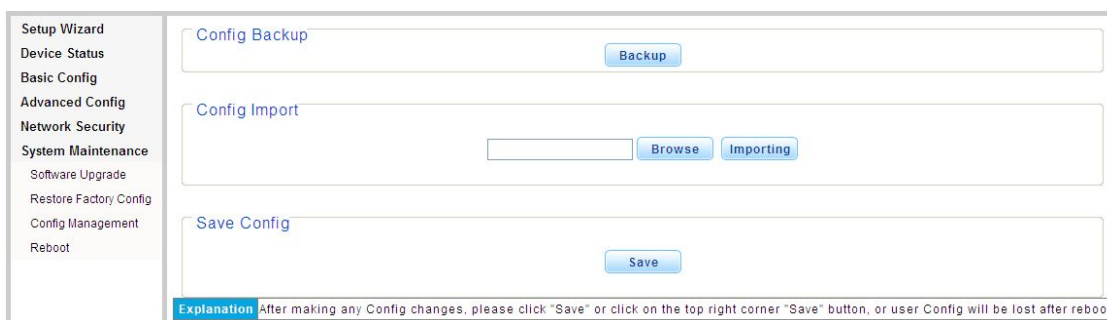 Setup Wizard
Device Status
Basic Config
Advanced Config
Network Security
System Maintenance
Software Upgrade
Restore Factory Config
Config Management
Reboot
Config Backup
Backup
Config Import
Browse Importing
Save Config
Save
Explanation After making any Config changes, please click "Save" or click on the top right corner "Save" button, or user Config will be lost after reboo